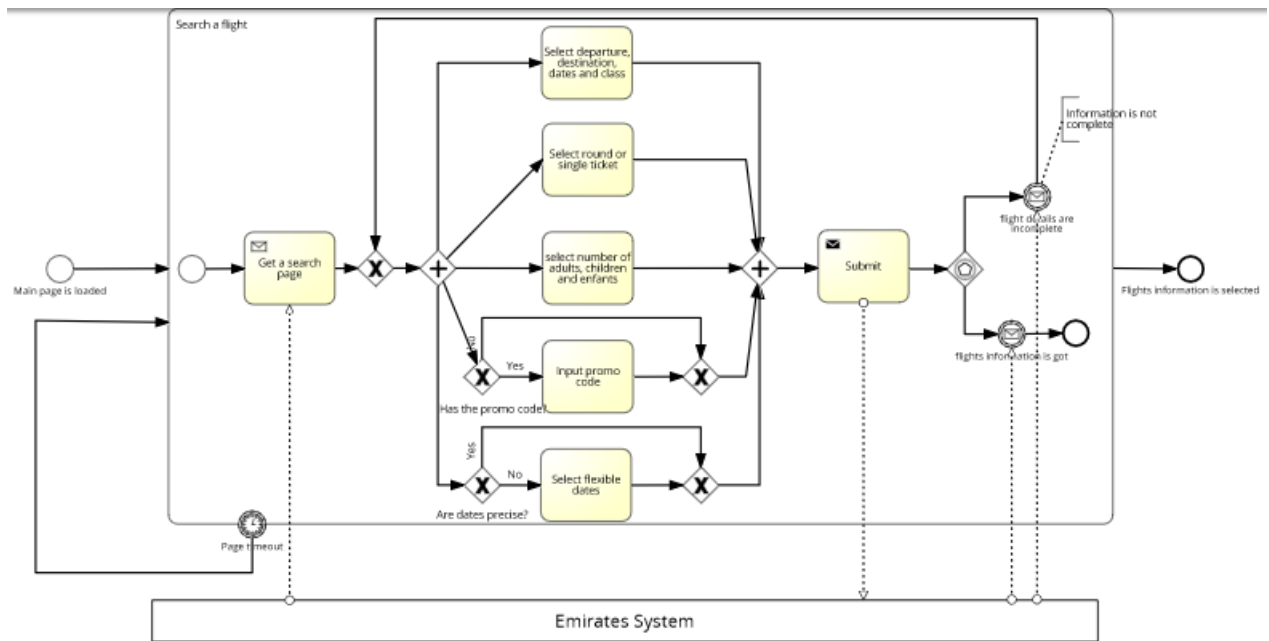 Search a flight
Select departure,
destination,
dates and class
Information is not
complete
Select round or
single ticket
flight details are
incomplete
Get a search
page
select number of
adults, children
and enfants
Submit
Main page is loaded
Flights information is selected
no
Yes
Input promo
code
flights information is got
Has the promo code?
Yes
No
Select flexible
dates
Are dates precise?
Page timeout
Emirates System